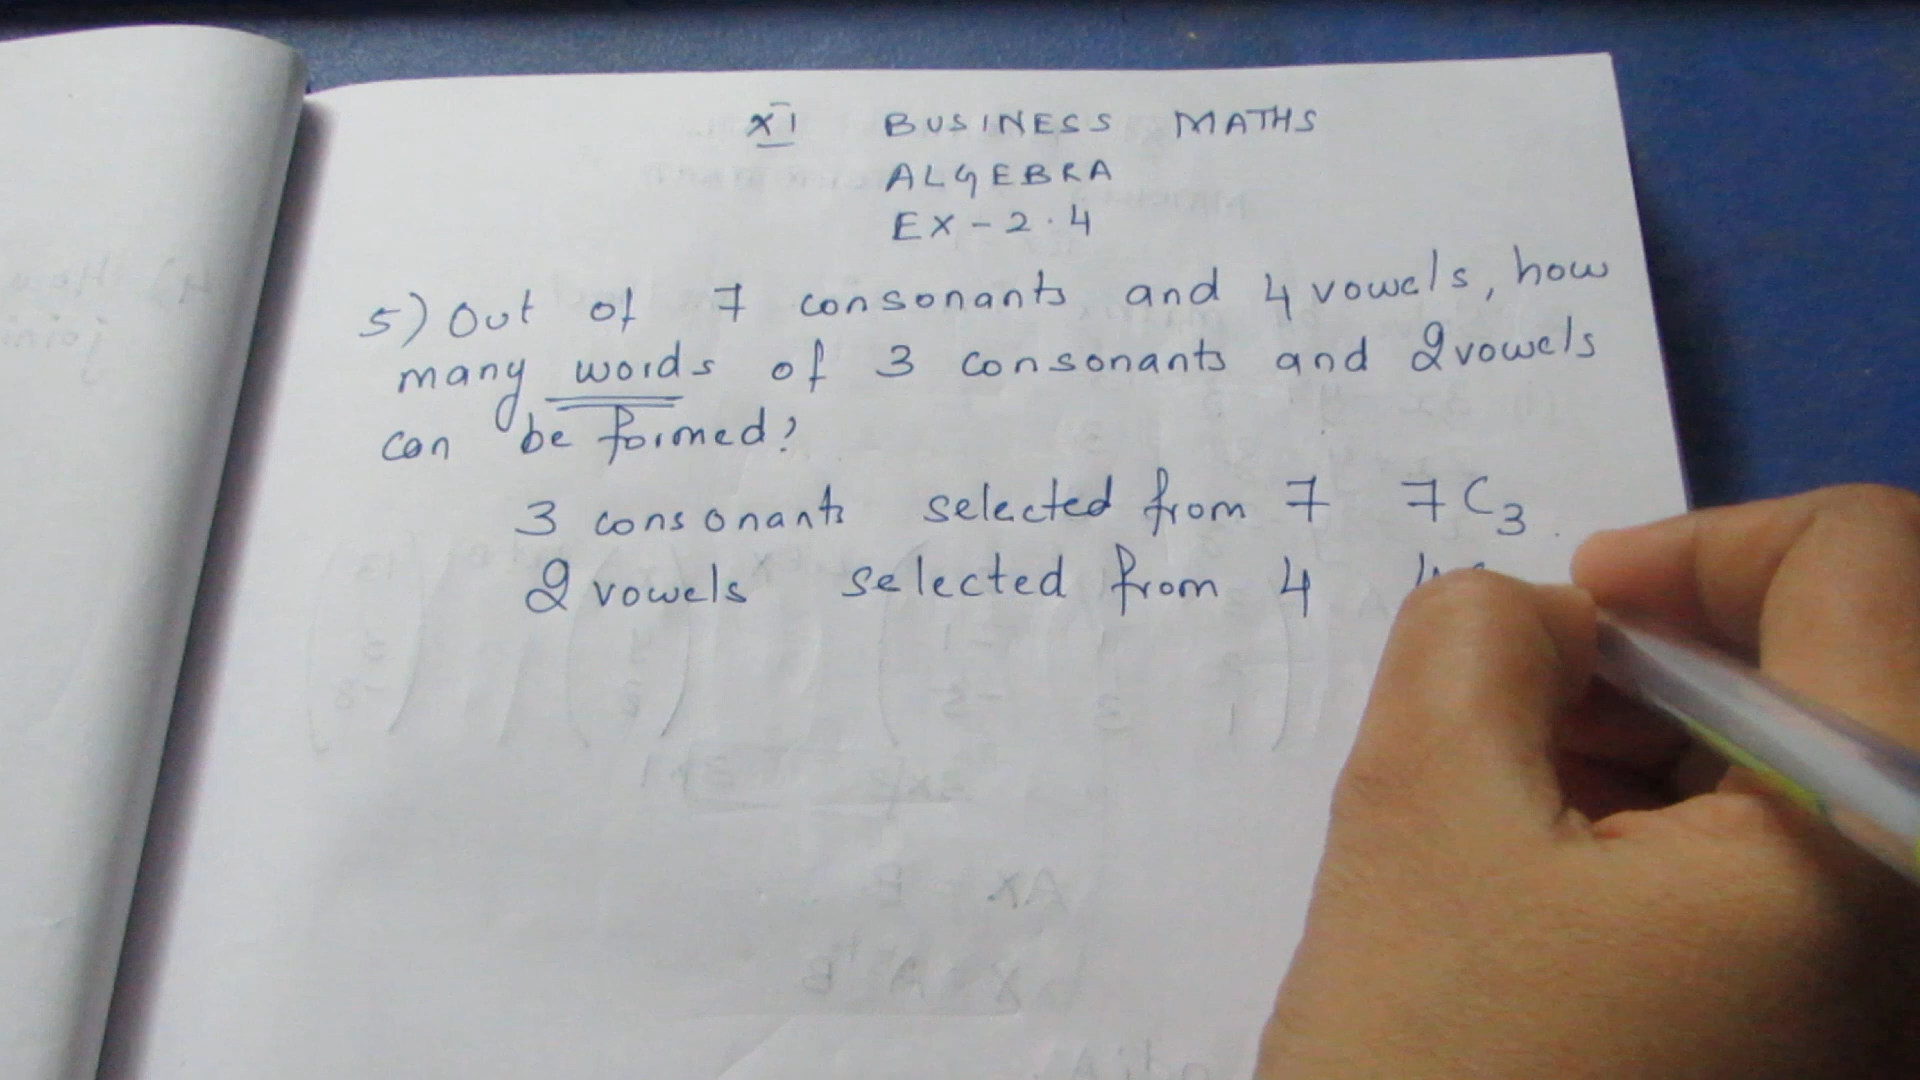 XI BUSINESS MATHS
ALGEBRA
EX - 2.4
5) Out of 7 consonants and 4 vowels, how
many words of 3 consonants and 2 vowels
can be formed?
3 consonants selected from 7 7C3
2 vowels selected from 4